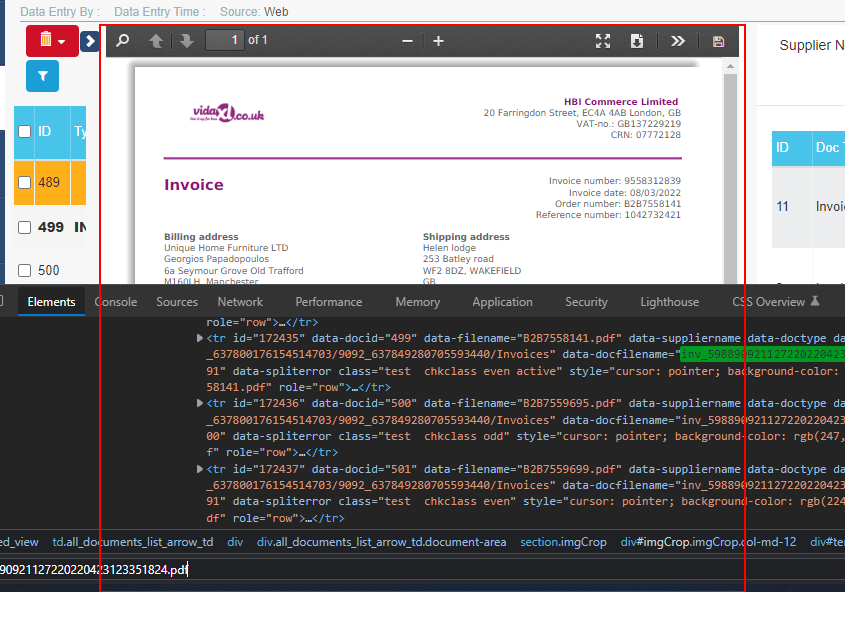 Data Entry By : Data Entry Time : Source: Web
1 of 1
Supplier N
ID Ty
489
499 IN
500
vidaXL.co.uk
HBI Commerce Limited
20 Farringdon Street, EC4A 4AB London, GB
VAT-no.: GB137229219
CRN: 07772128
Invoice
Invoice number: 9558312839
Invoice date: 08/03/2022
Order number: B2B7558141
Reference number: 1042732421
Billing address
Unique Home Furniture LTD
Georgios Papadopoulos
6a Seymour Grove Old Trafford
M160LH, Manchester
Shipping address
Helen lodge
253 Batley road
WF2 8DZ, WAKEFIELD
GB
ID Doc T
11 Invoi
Elements Console Sources Network Performance Memory Application Security Lighthouse CSS Overview
role="row">…</tr>
<tr id="172435" data-docid="499" data-filename="B2B7558141.pdf" data-suppliername data-doctype da
_637800176154514703/9092_637849280705593440/Invoices" data-docfilename="inv_5988909211272202204 23
91" data-spliterror class="test chkclass even active" style="cursor: pointer; background-color:
58141.pdf" role="row">…</tr>
<tr id="172436" data-docid="500" data-filename="B2B7559695.pdf" data-suppliername data-doctype da
_637800176154514703/9092_637849280705593440/Invoices" data-docfilename="inv_598890921127220220423
00" data-spliterror class="test chkclass odd" style="cursor: pointer; background-color: rgb(247,
f" role="row">…</tr>
<tr id="172437" data-docid="501" data-filename="B2B7559699.pdf" data-suppliername data-doctype da
_637800176154514703/9092_637849280705593440/Invoices" data-docfilename="inv_598890921127220220423
91" data-spliterror class="test chkclass even" style="cursor: pointer; background-color: rgb(224
df" role="row">…</tr>
ed_view td.all_documents_list_arrow_td div div.all_documents_list_arrow_td.document-area section.imgCrop div#imgCrop.imgCrop.col-md-12 div#te
90921127220220423123351824.pdf